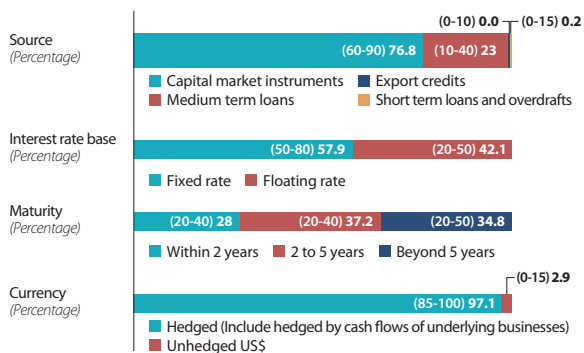 (0-10) 0.0 (0-15) 0.2
Source
(Percentage)
(60-90) 76.8 (10-40) 23
Capital market instruments Export credits
Medium term loans Short term loans and overdrafts
Interest rate base
(Percentage)
(50-80) 57.9 (20-50) 42.1
Fixed rate Floating rate
Maturity
(Percentage)
(20-40) 28 (20-40) 37.2 (20-50) 34.8
Within 2 years 2 to 5 years Beyond 5 years
(0-15) 2.9
Currency
(Percentage)
(85-100) 97.1
Hedged (Include hedged by cash flows of underlying businesses)
Unhedged US$